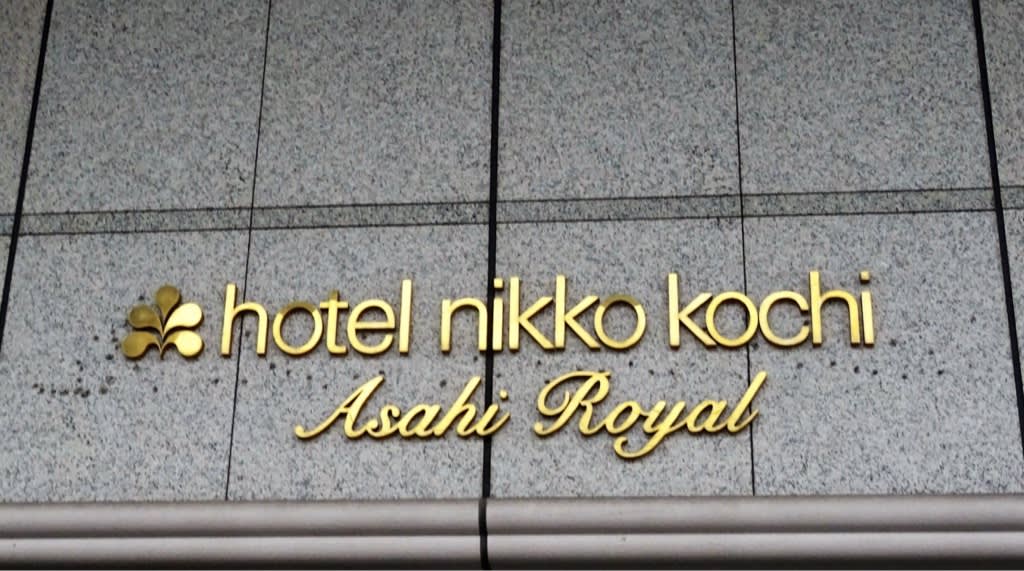 hotel nikko kochi
Asahi Royal